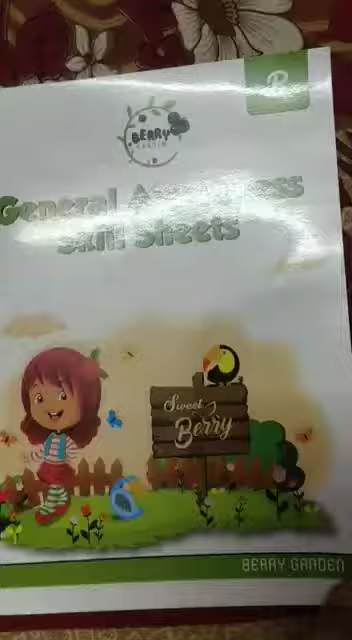 B
BERRY
GARDEN
General Awareness
Skill Sheets
Sweet
Berry
BERRY GARDEN